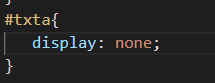 #txta{
display: none;
}